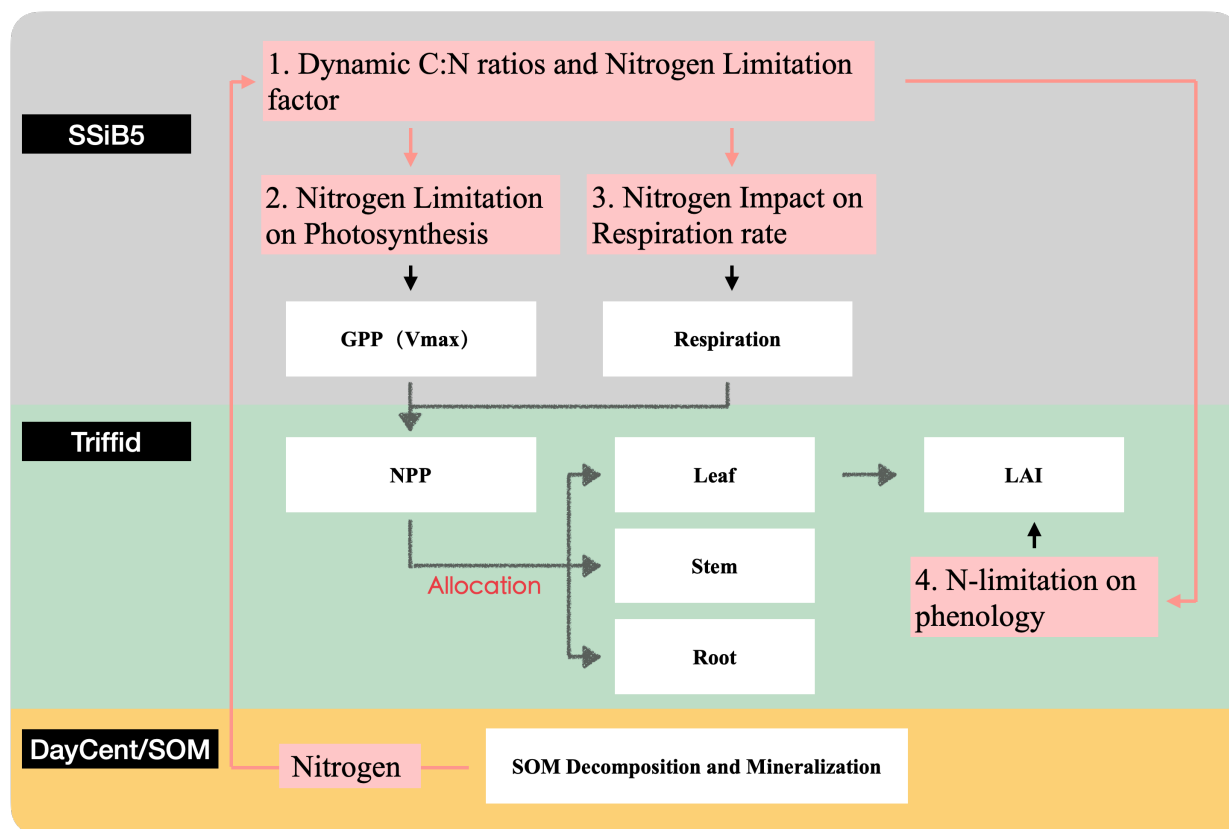 1. Dynamic C:N ratios and Nitrogen Limitation
factor
SSiB5
2. Nitrogen Limitation
on Photosynthesis
3. Nitrogen Impact on
Respiration rate
GPP（Vmax）
Respiration
Triffid
NPP
Leaf
LAI
Stem
Allocation
4. N-limitation on
phenology
Root
DayCent/SOM
Nitrogen
SOM Decomposition and Mineralization